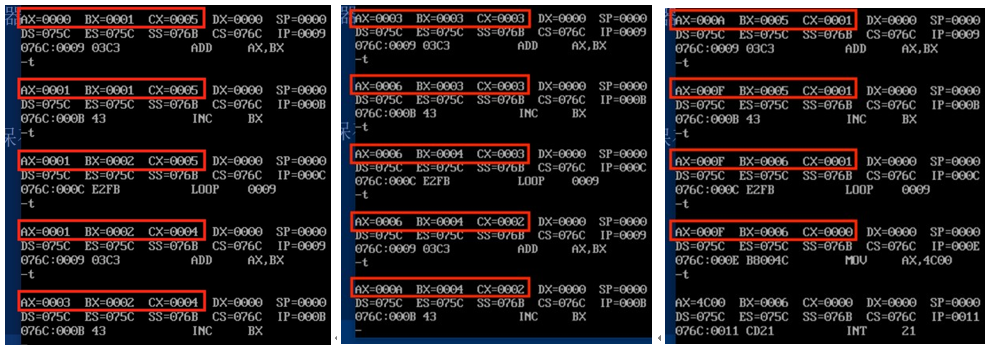 AX=0000 BX=0001 CX=0005 DX=0000 SP=0000
DS=075C ES=075C SS=076B CS=076C IP=0009
076C:0009 03C3 ADD AX,BX
-t
AX=0001 BX=0001 CX=0005 DX=0000 SP=0000
DS=075C ES=075C SS=076B CS=076C IP=000B
076C:000B 43 INC BX
-t
AX=0001 BX=0002 CX=0005 DX=0000 SP=0000
DS=075C ES=075C SS=076B CS=076C IP=000C
076C:000C E2FB LOOP 0009
-t
AX=0001 BX=0002 CX=0004 DX=0000 SP=0000
DS=075C ES=075C SS=076B CS=076C IP=0009
076C:0009 03C3 ADD AX,BX
-t
AX=0003 BX=0002 CX=0004 DX=0000 SP=0000
DS=075C ES=075C SS=076B CS=076C IP=000B
076C:000B 43 INC BX
AX=0003 BX=0003 CX=0003 DX=0000 SP=0000
DS=075C ES=075C SS=076B CS=076C IP=0009
076C:0009 03C3 ADD AX,BX
-t
AX=0006 BX=0003 CX=0003 DX=0000 SP=0000
DS=075C ES=075C SS=076B CS=076C IP=000B
076C:000B 43 INC BX
-t
AX=0006 BX=0004 CX=0003 DX=0000 SP=0000
DS=075C ES=075C SS=076B CS=076C IP=000C
076C:000C E2FB LOOP 0009
-t
AX=0006 BX=0004 CX=0002 DX=0000 SP=0000
DS=075C ES=075C SS=076B CS=076C IP=0009
076C:0009 03C3 ADD AX,BX
-t
AX=000A BX=0004 CX=0002 DX=0000 SP=0000
DS=075C ES=075C SS=076B CS=076C IP=000B
076C:000B 43 INC BX
-
AX=000A BX=0005 CX=0001 DX=0000 SP=0000
DS=075C ES=075C SS=076B CS=076C IP=0009
076C:0009 03C3 ADD AX,BX
-t
AX=000F BX=0005 CX=0001 DX=0000 SP=0000
DS=075C ES=075C SS=076B CS=076C IP=000B
076C:000B 43 INC BX
-t
AX=000F BX=0006 CX=0001 DX=0000 SP=0000
DS=075C ES=075C SS=076B CS=076C IP=000C
076C:000C E2FB LOOP 0009
-t
AX=000F BX=0006 CX=0000 DX=0000 SP=0000
DS=075C ES=075C SS=076B CS=076C IP=000E
076C:000E B8004C MOV AX,4C00
-t
AX=4C00 BX=0006 CX=0000 DX=0000 SP=0000
DS=075C ES=075C SS=076B CS=076C IP=0011
076C:0011 CD21 INT 21